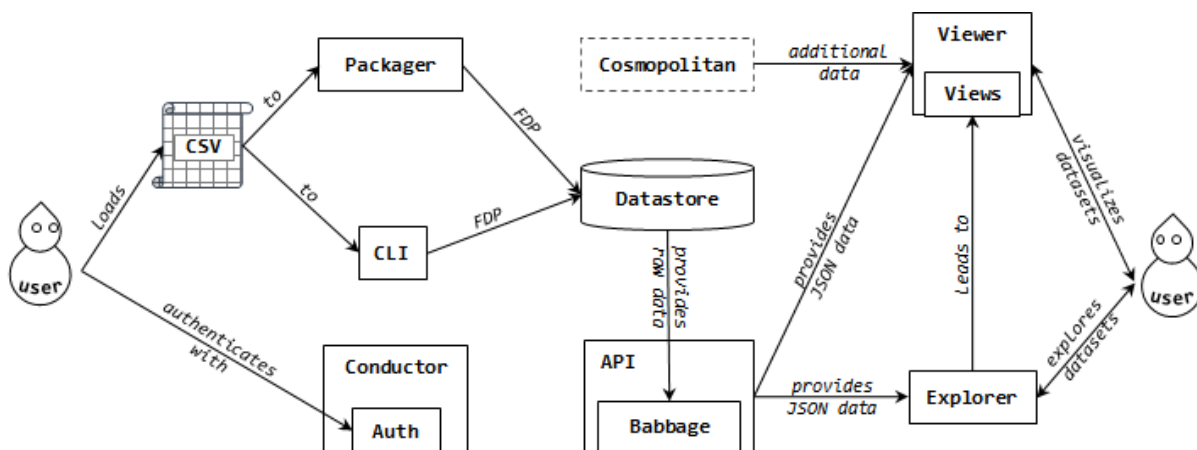 Viewer
Packager
additional
data
Cosmopolitan
Views
to
FDP
CSV
visualizes
datasets
Loads
to
Datastore
FDP
CLI
provides
JSON data
Leads to
provides
raw data
user
user
authenticates
with
explores
datasets
Conductor
API
provides
JSON data
Explorer
Auth
Babbage